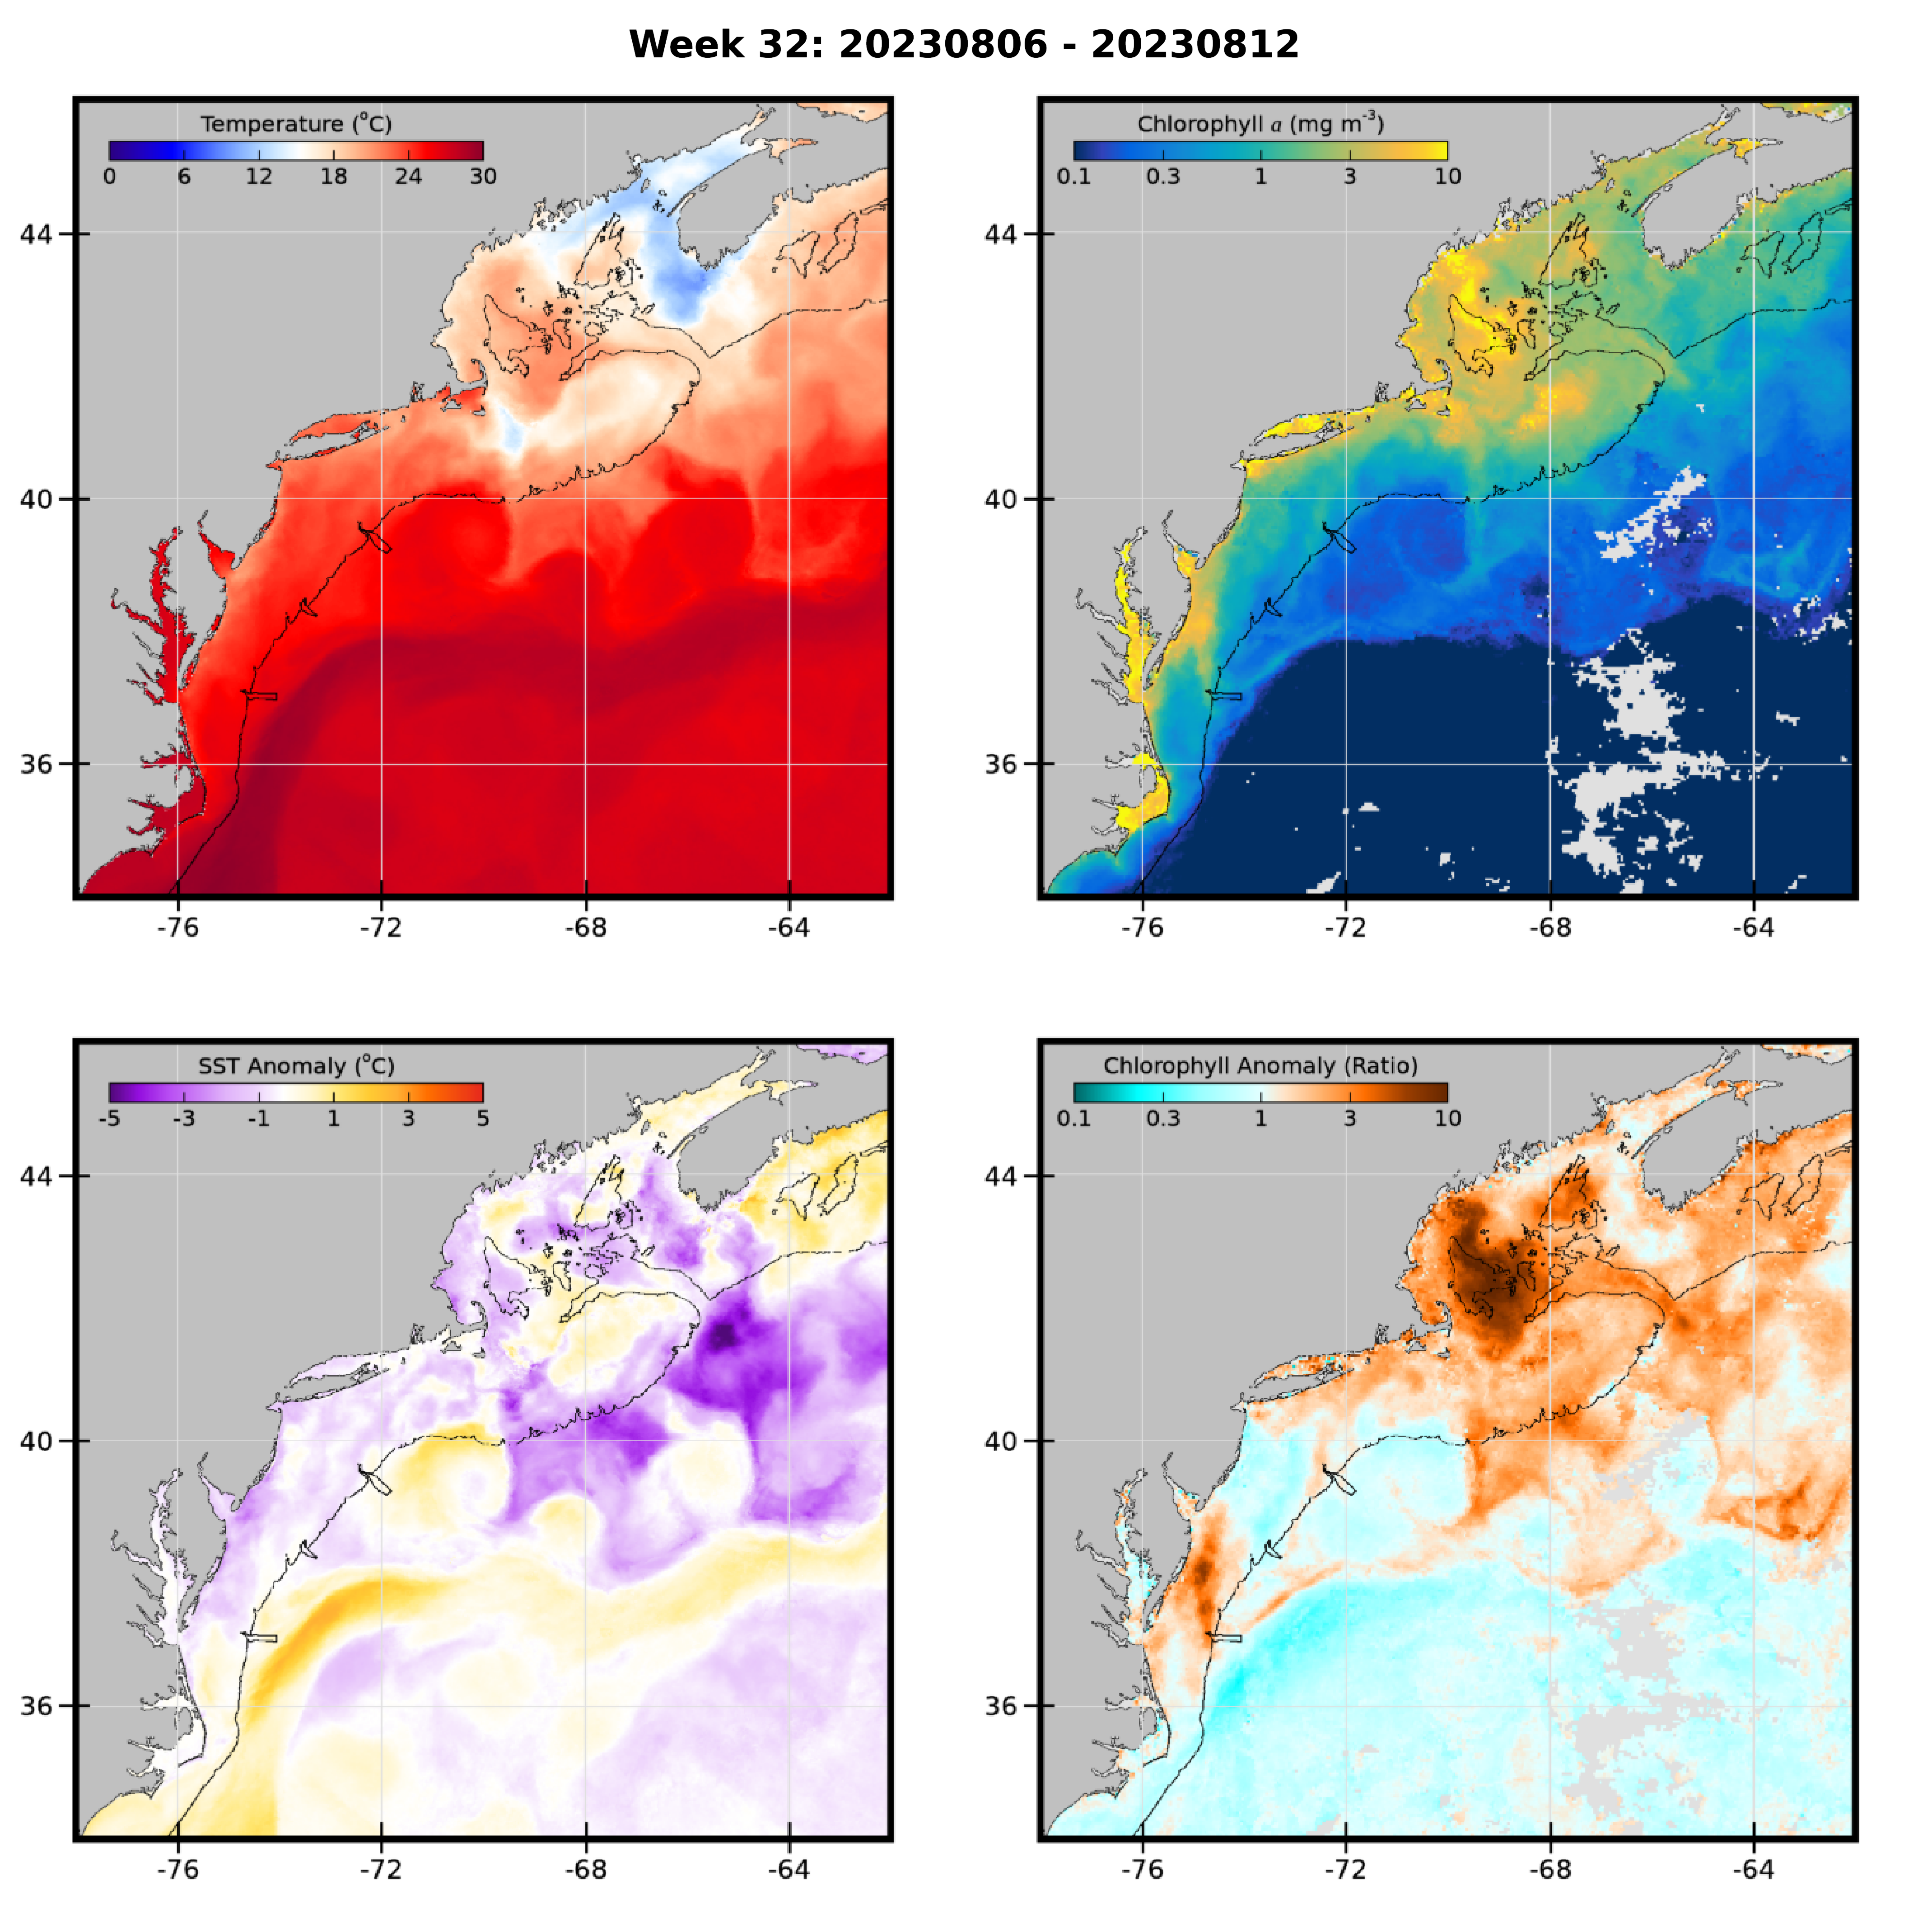 Week 32: 20230806 - 20230812
Temperature (°C)
0 6 12 18 24 30
44
40
36
-76 -72 -68 -64
Chlorophyll a (mg m⁻³)
0.1 0.3 1 3 10
44
40
36
-76 -72 -68 -64
SST Anomaly (°C)
-5 -3 -1 1 3 5
44
40
36
-76 -72 -68 -64
Chlorophyll Anomaly (Ratio)
0.1 0.3 1 3 10
44
40
36
-76 -72 -68 -64